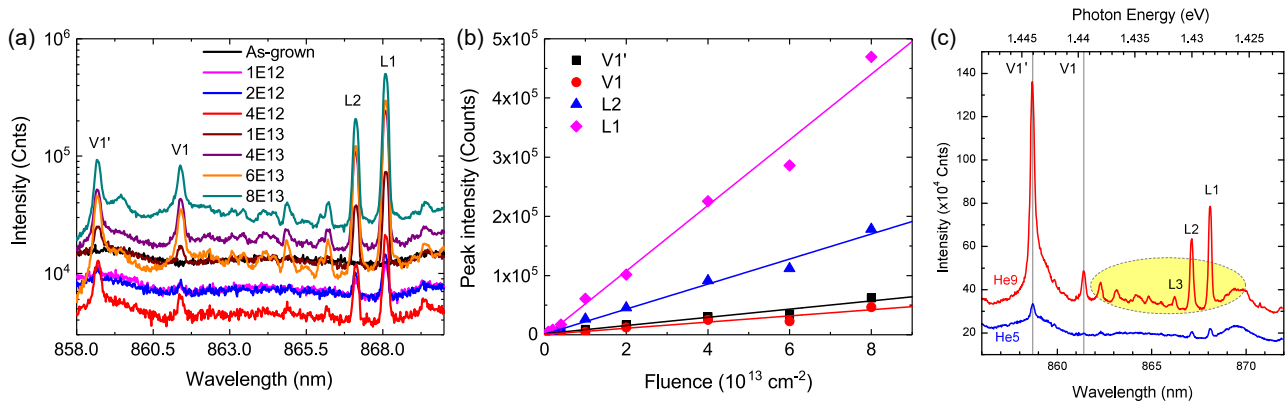 (a)
Intensity (Cnts)
10^6
10^5
10^4
As-grown
1E12
2E12
4E12
1E13
4E13
6E13
8E13
V1'
V1
L2
L1
858.0 860.5 863.0 865.5 868.0
Wavelength (nm)
(b)
Peak intensity (Counts)
5x10^5
4x10^5
3x10^5
2x10^5
1x10^5
0
V1'
V1
L2
L1
0 2 4 6 8
Fluence (10^13 cm-2)
(c)
Photon Energy (eV)
1.445 1.44 1.435 1.43 1.425
Intensity (x10^4 Cnts)
140
120
100
80
60
40
20
V1' V1
L1
L2
L3
He9
He5
860 865 870
Wavelength (nm)